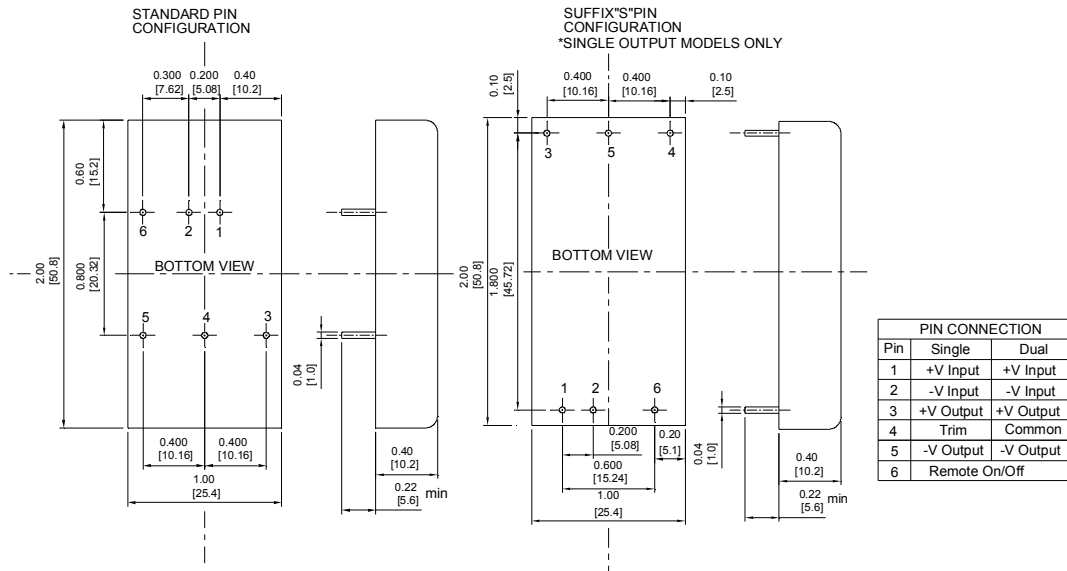 STANDARD PIN
CONFIGURATION
0.300
[7.62]
0.200
[5.08]
0.40
[10.2]
0.60
[15.2]
2.00
[50.8]
0.800
[20.32]
6 2 1
BOTTOM VIEW
5 4 3
0.04
[1.0]
0.400
[10.16]
0.400
[10.16]
1.00
[25.4]
0.40
[10.2]
0.22
[5.6]
min
SUFFIX"S"PIN
CONFIGURATION
*SINGLE OUTPUT MODELS ONLY
0.10
[2.5]
0.400
[10.16]
0.400
[10.16]
0.10
[2.5]
3 5 4
2.00
[50.8]
1.800
[45.72]
BOTTOM VIEW
1 2 6
0.200
[5.08]
0.20
[5.1]
0.600
[15.24]
1.00
[25.4]
0.04
[1.0]
0.40
[10.2]
0.22
[5.6]
min
PIN CONNECTION
Pin Single Dual
1 +V Input +V Input
2 -V Input -V Input
3 +V Output +V Output
4 Trim Common
5 -V Output -V Output
6 Remote On/Off